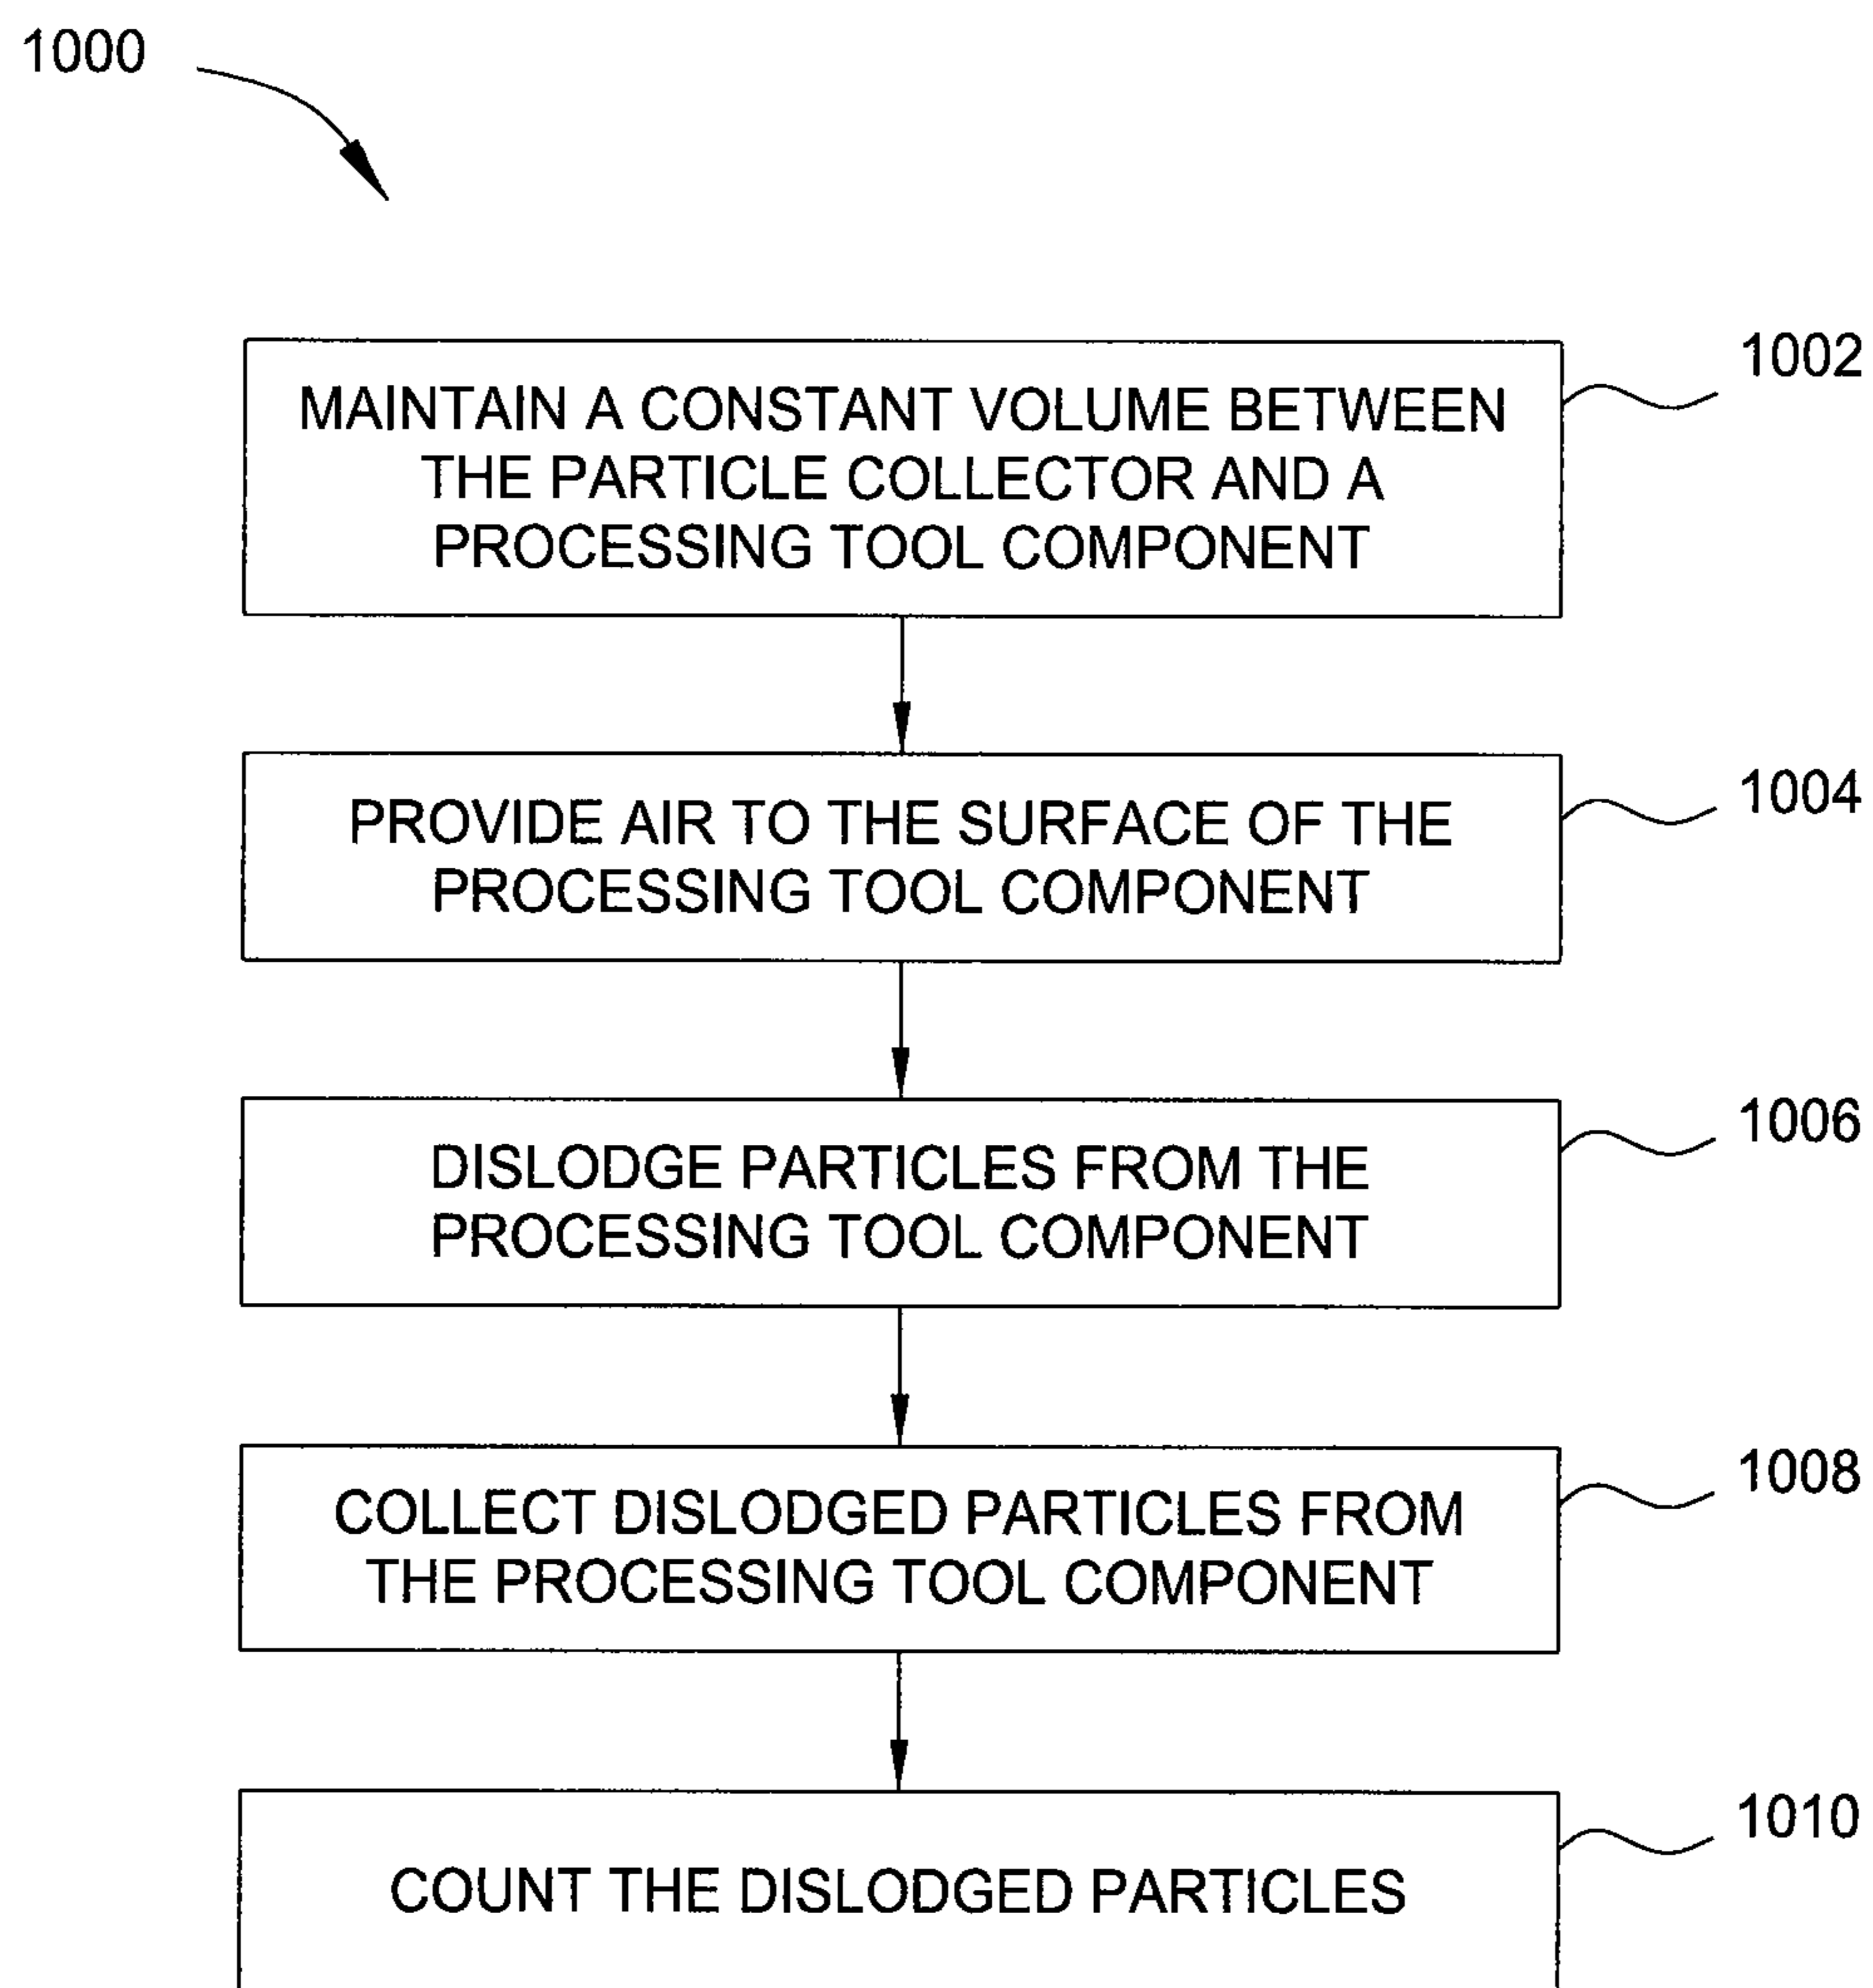 1000
MAINTAIN A CONSTANT VOLUME BETWEEN
THE PARTICLE COLLECTOR AND A
PROCESSING TOOL COMPONENT
1002
PROVIDE AIR TO THE SURFACE OF THE
PROCESSING TOOL COMPONENT
1004
DISLODGE PARTICLES FROM THE
PROCESSING TOOL COMPONENT
1006
COLLECT DISLODGED PARTICLES FROM
THE PROCESSING TOOL COMPONENT
1008
COUNT THE DISLODGED PARTICLES
1010